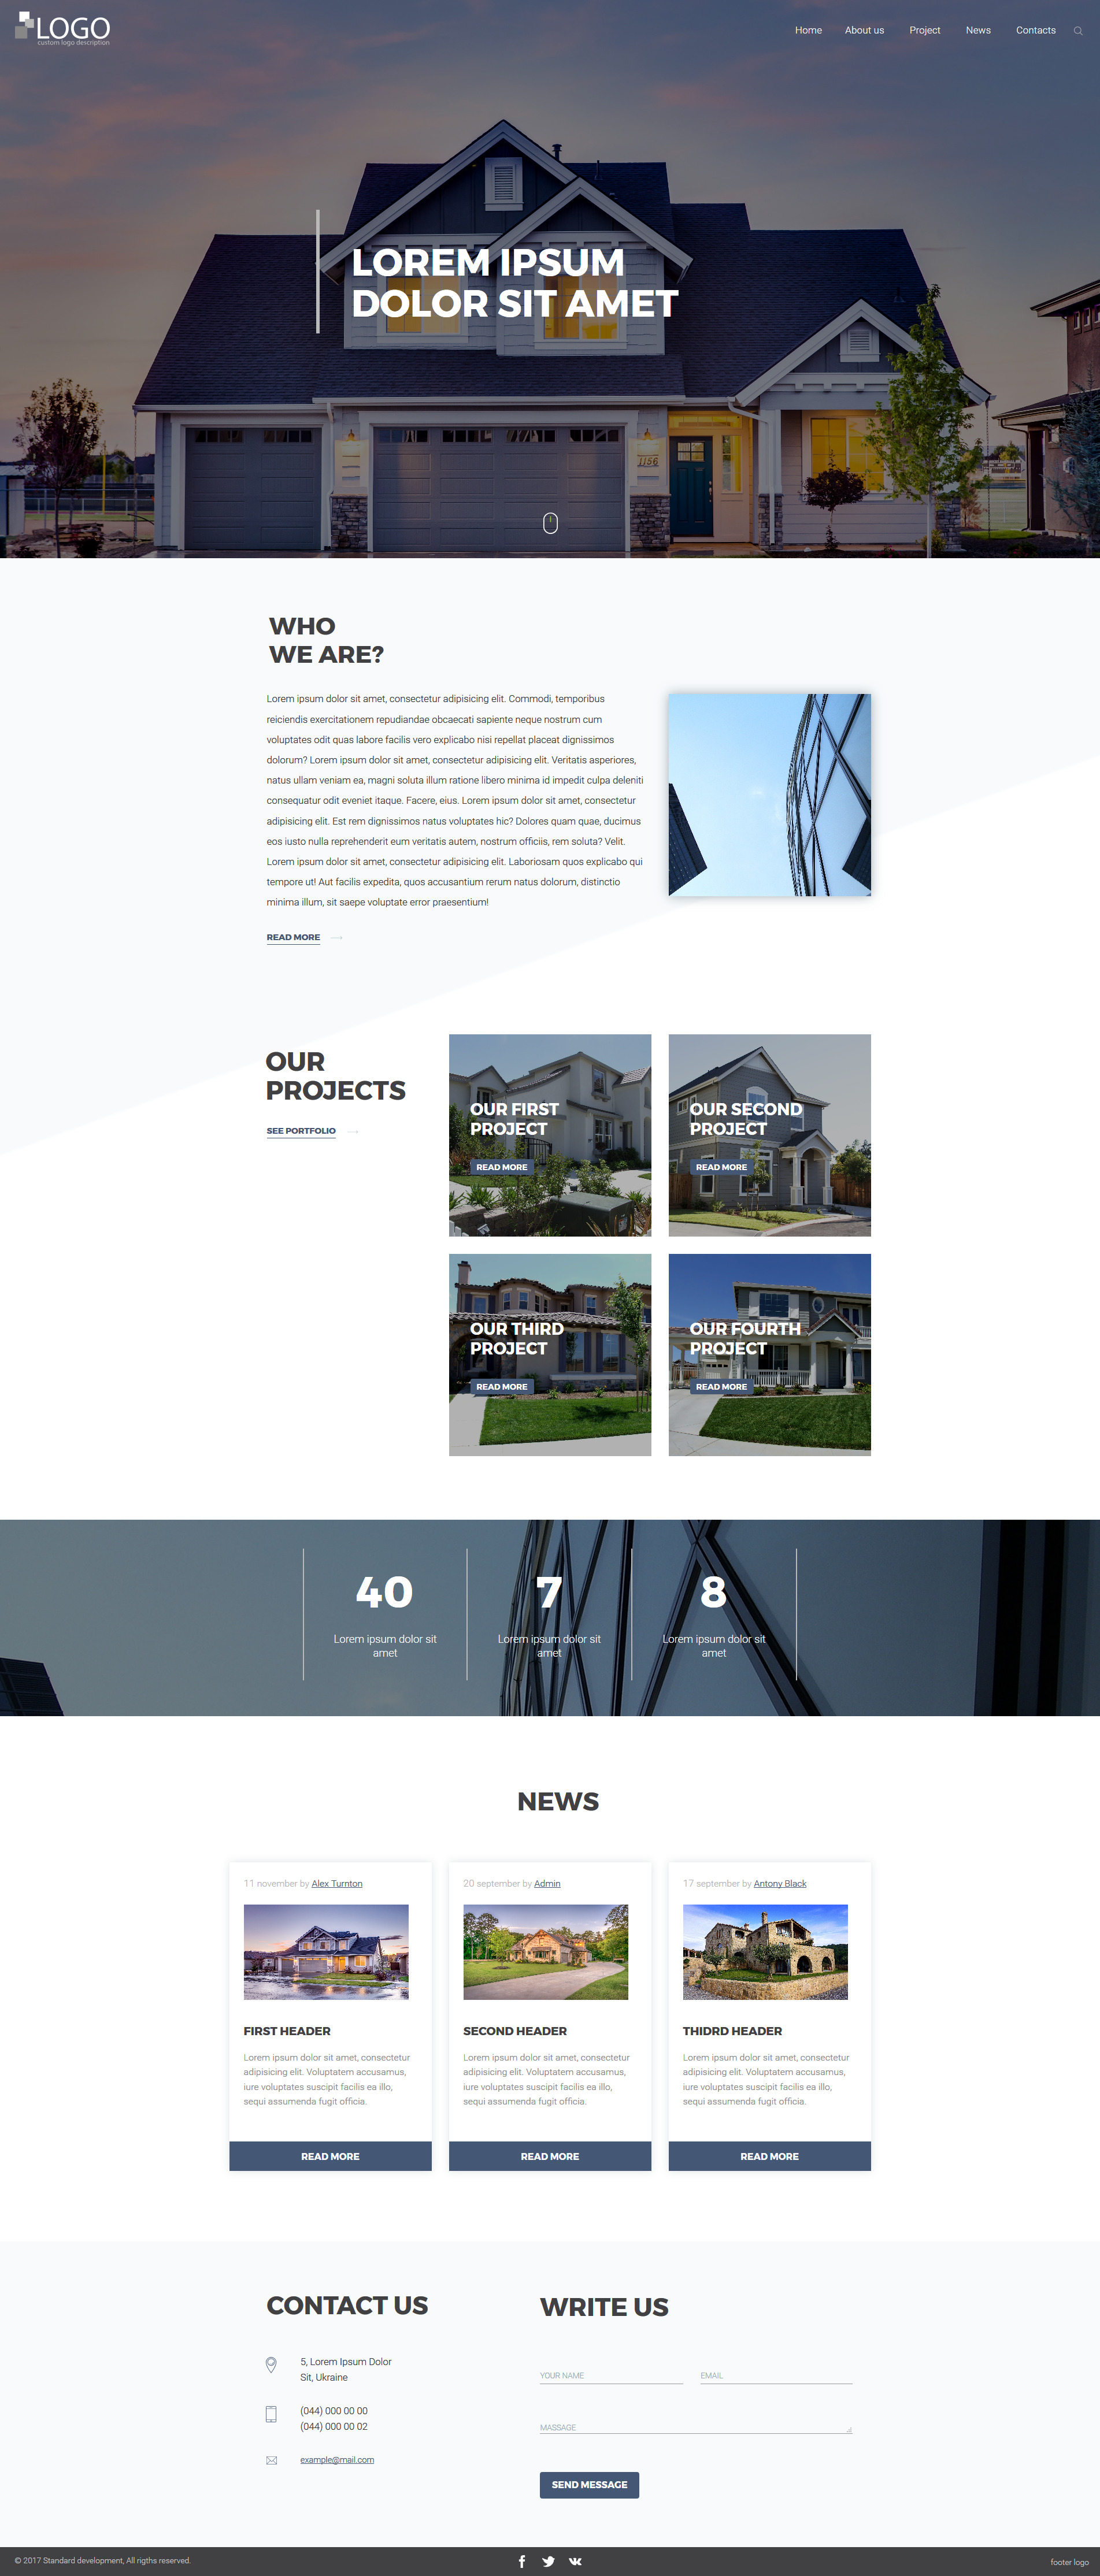 LOGO
custom logo description
Home About us Project News Contacts
LOREM IPSUM
DOLOR SIT AMET
1156
WHO
WE ARE?
Lorem ipsum dolor sit amet, consectetur adipisicing elit. Commodi, temporibus
reiciendis exercitationem repudiandae obcaecati sapiente neque nostrum cum
voluptates odit quas labore facilis vero explicabo nisi repellat placeat dignissimos
dolorum? Lorem ipsum dolor sit amet, consectetur adipisicing elit. Veritatis asperiores,
natus ullam veniam ea, magni soluta illum ratione libero minima id impedit culpa deleniti
consequatur odit eveniet itaque. Facere, eius. Lorem ipsum dolor sit amet, consectetur
adipisicing elit. Est rem dignissimos natus voluptates hic? Dolores quam quae, ducimus
eos iusto nulla reprehenderit eum veritatis autem, nostrum officiis, rem soluta? Velit.
Lorem ipsum dolor sit amet, consectetur adipisicing elit. Laboriosam quos explicabo qui
tempore ut! Aut facilis expedita, quos accusantium rerum natus dolorum, distinctio
minima illum, sit saepe voluptate error praesentium!
READ MORE
OUR
PROJECTS
SEE PORTFOLIO
OUR FIRST
PROJECT
READ MORE
OUR SECOND
PROJECT
READ MORE
OUR THIRD
PROJECT
READ MORE
OUR FOURTH
PROJECT
READ MORE
40
Lorem ipsum dolor sit
amet
7
Lorem ipsum dolor sit
amet
8
Lorem ipsum dolor sit
amet
NEWS
11 november by Alex Turnton
FIRST HEADER
Lorem ipsum dolor sit amet, consectetur
adipisicing elit. Voluptatem accusamus,
iure voluptates suscipit facilis ea illo,
sequi assumenda fugit officia.
READ MORE
20 september by Admin
SECOND HEADER
Lorem ipsum dolor sit amet, consectetur
adipisicing elit. Voluptatem accusamus,
iure voluptates suscipit facilis ea illo,
sequi assumenda fugit officia.
READ MORE
17 september by Antony Black
THIDRD HEADER
Lorem ipsum dolor sit amet, consectetur
adipisicing elit. Voluptatem accusamus,
iure voluptates suscipit facilis ea illo,
sequi assumenda fugit officia.
READ MORE
CONTACT US
5, Lorem Ipsum Dolor
Sit, Ukraine
(044) 000 00 00
(044) 000 00 02
example@mail.com
WRITE US
YOUR NAME
EMAIL
MASSAGE
SEND MESSAGE
© 2017 Standard development, All rigths reserved.
footer logo